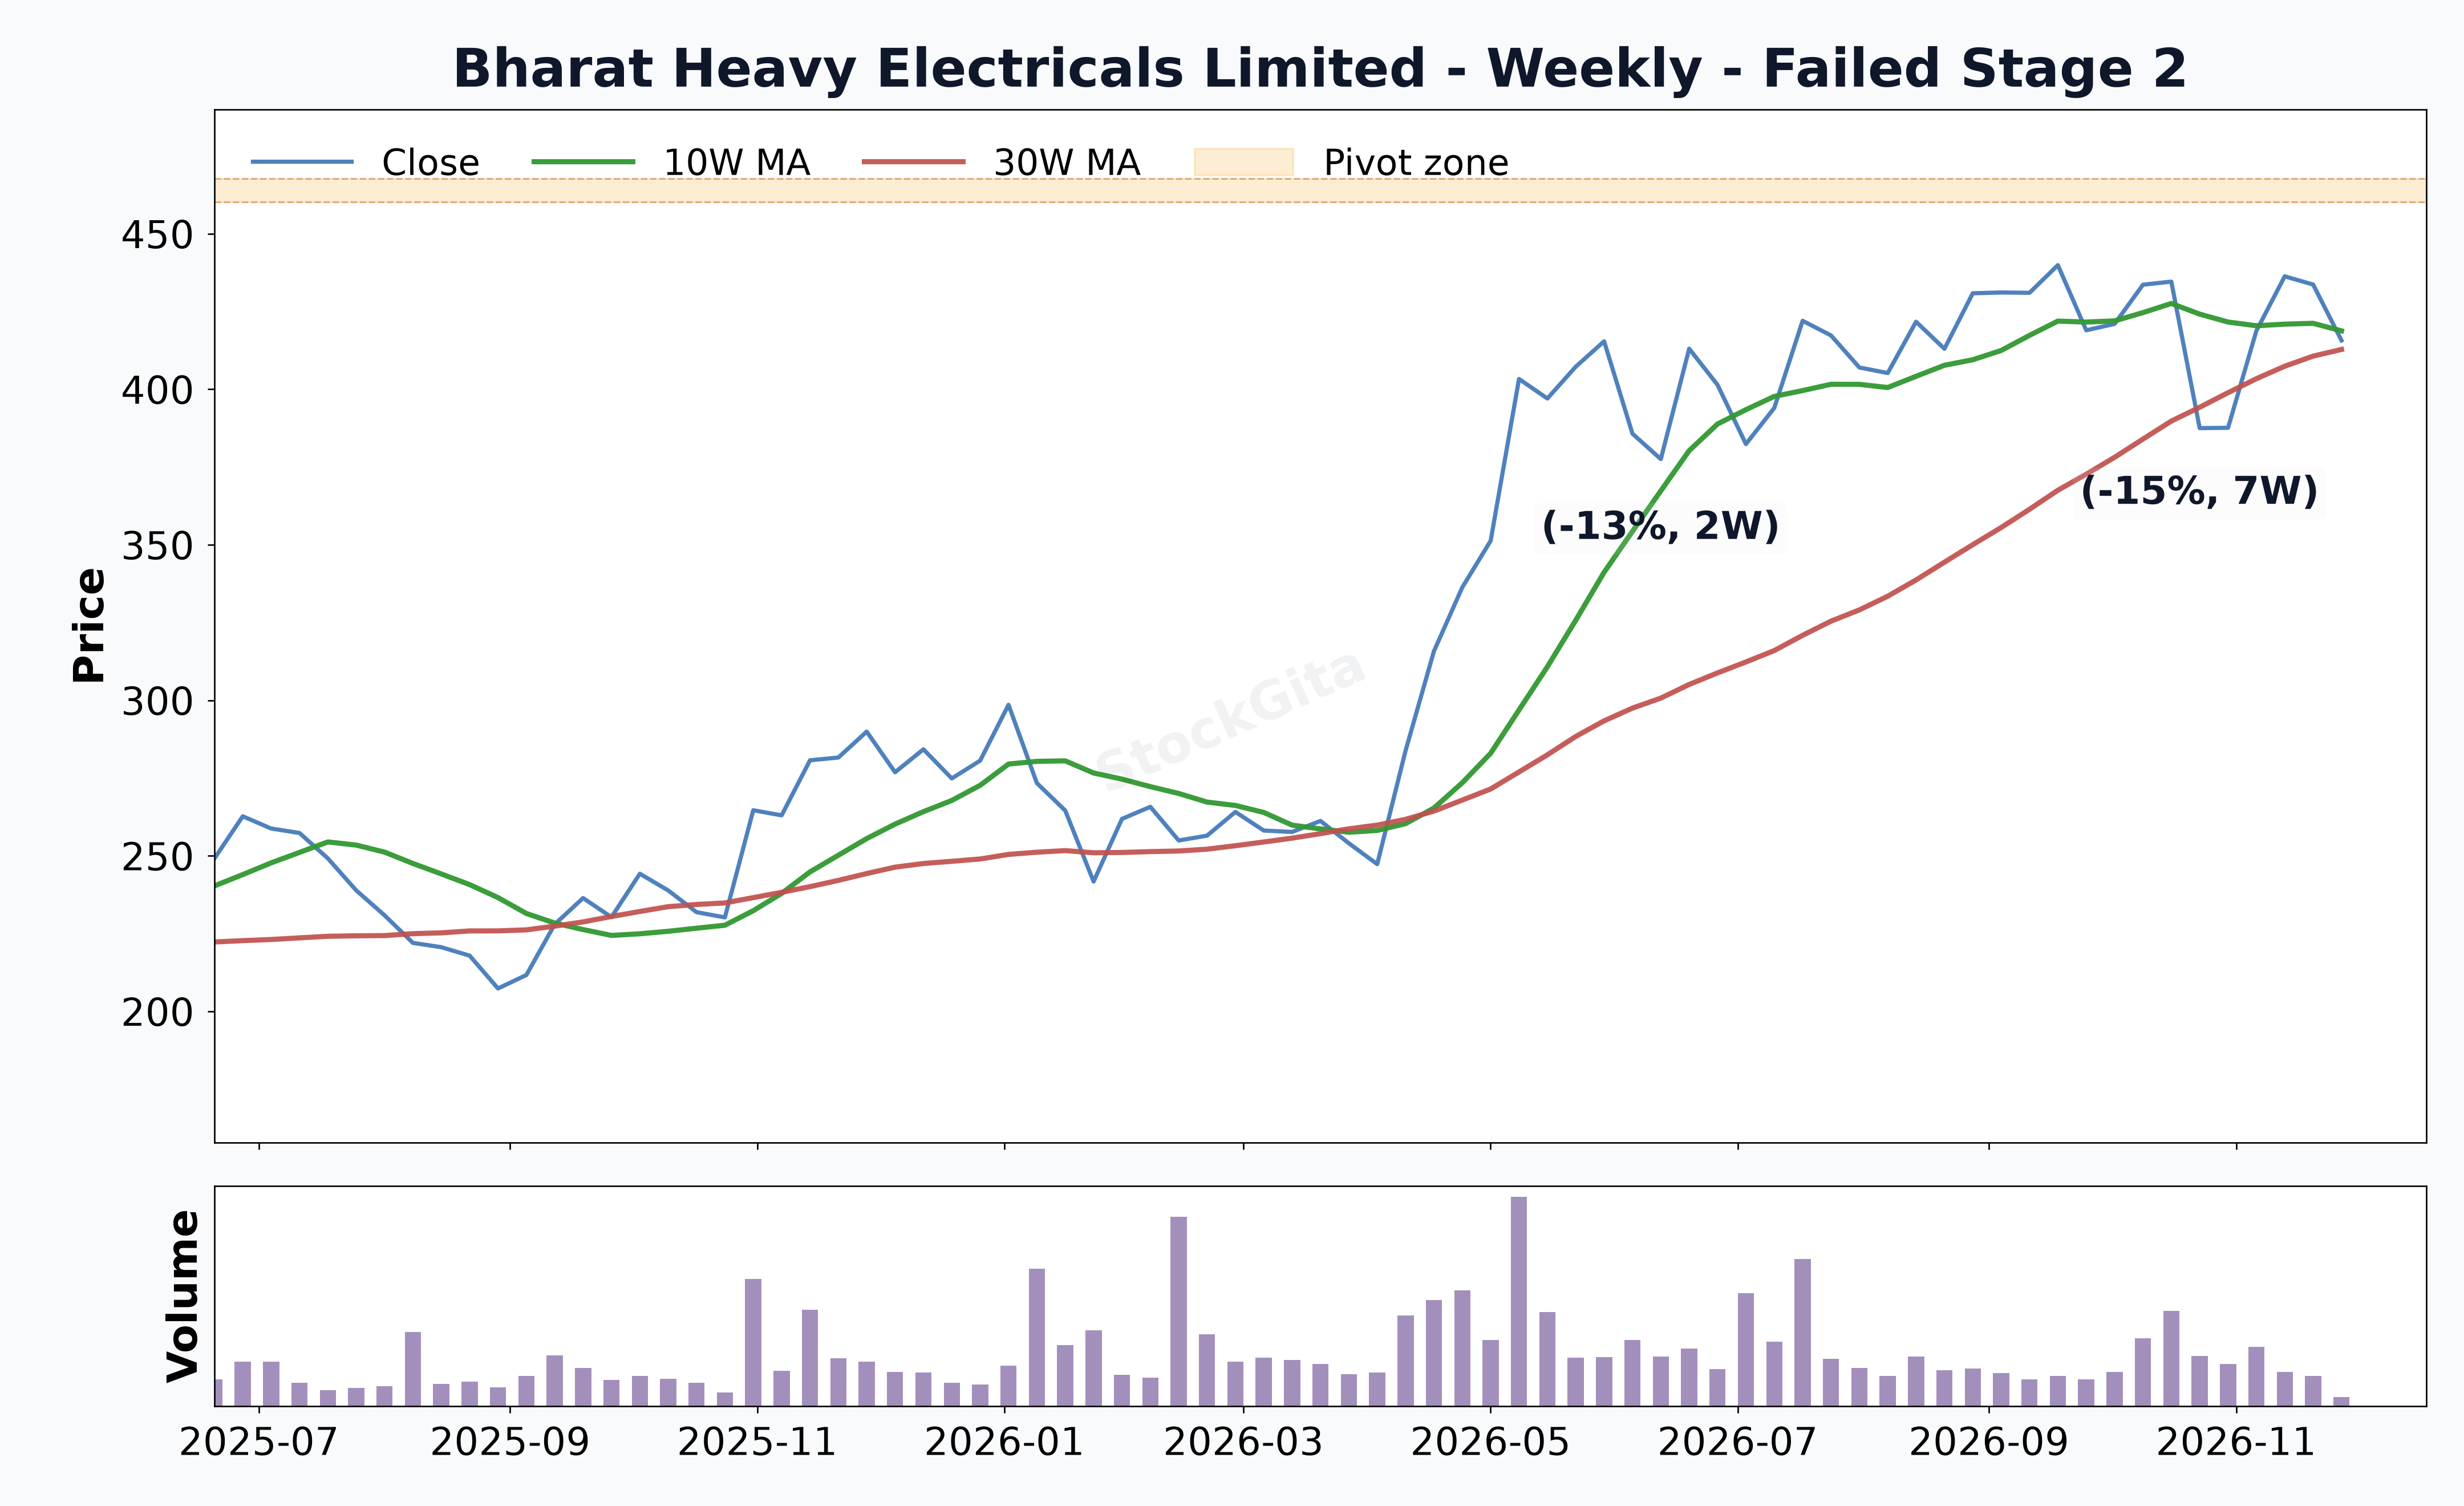 Bharat Heavy Electricals Limited - Weekly - Failed Stage 2
Close 10W MA 30W MA Pivot zone
450
400
350
300
250
200
Price
(-13%, 2W)
(-15%, 7W)
StockGita
Volume
2025-07 2025-09 2025-11 2026-01 2026-03 2026-05 2026-07 2026-09 2026-11